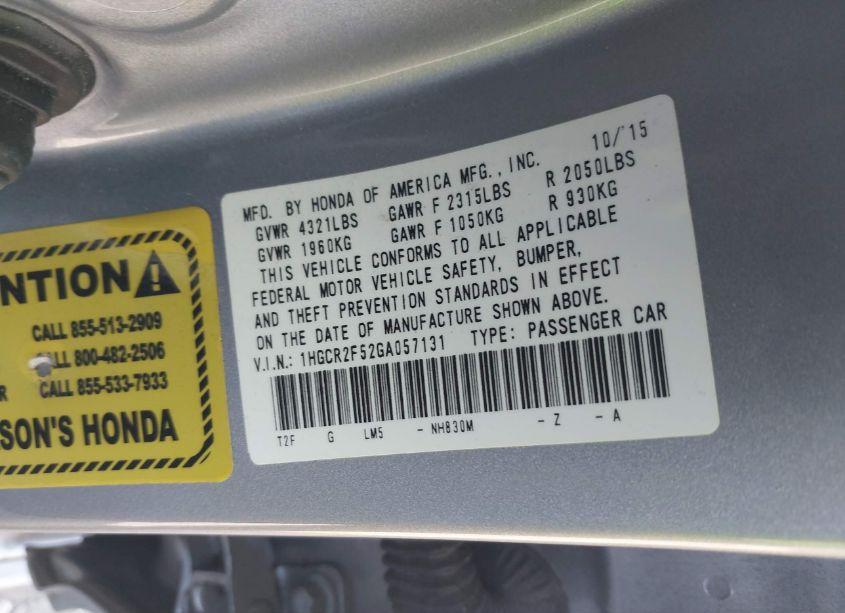 MFD. BY HONDA OF AMERICA MFG., INC. 10/'15
GVWR 4321LBS GAWR F 2315LBS R 2050LBS
GVWR 1960KG GAWR F 1050KG R 930KG
THIS VEHICLE CONFORMS TO ALL APPLICABLE
FEDERAL MOTOR VEHICLE SAFETY, BUMPER,
AND THEFT PREVENTION STANDARDS IN EFFECT
ON THE DATE OF MANUFACTURE SHOWN ABOVE.
V.I.N.: 1HGCR2F52GA057131 TYPE: PASSENGER CAR
T2F G LM5 - NH830M - Z - A
NTION
CALL 855-513-2909
CALL 800-482-2506
R CALL 855-533-7933
SON'S HONDA